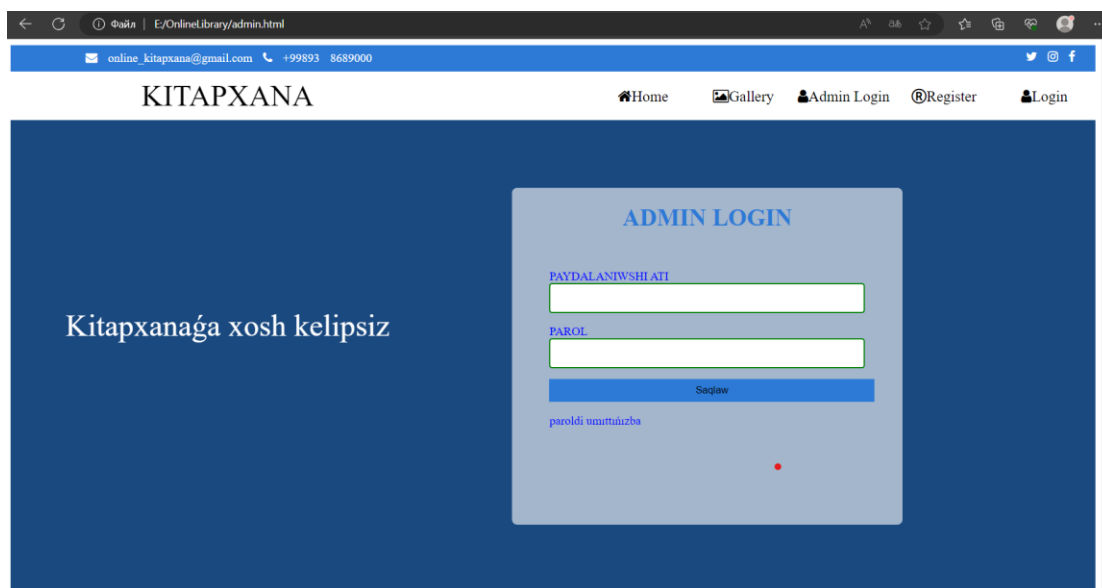 Файл | E:/OnlineLibrary/admin.html
online_kitapxana@gmail.com +99893 8689000
KITAPXANA Home Gallery Admin Login ®Register Login
ADMIN LOGIN
PAYDALANIWSHI ATI
Kitapxanaǵa xosh kelipsiz
PAROL
Saqlaw
paroldi umıttıńızba